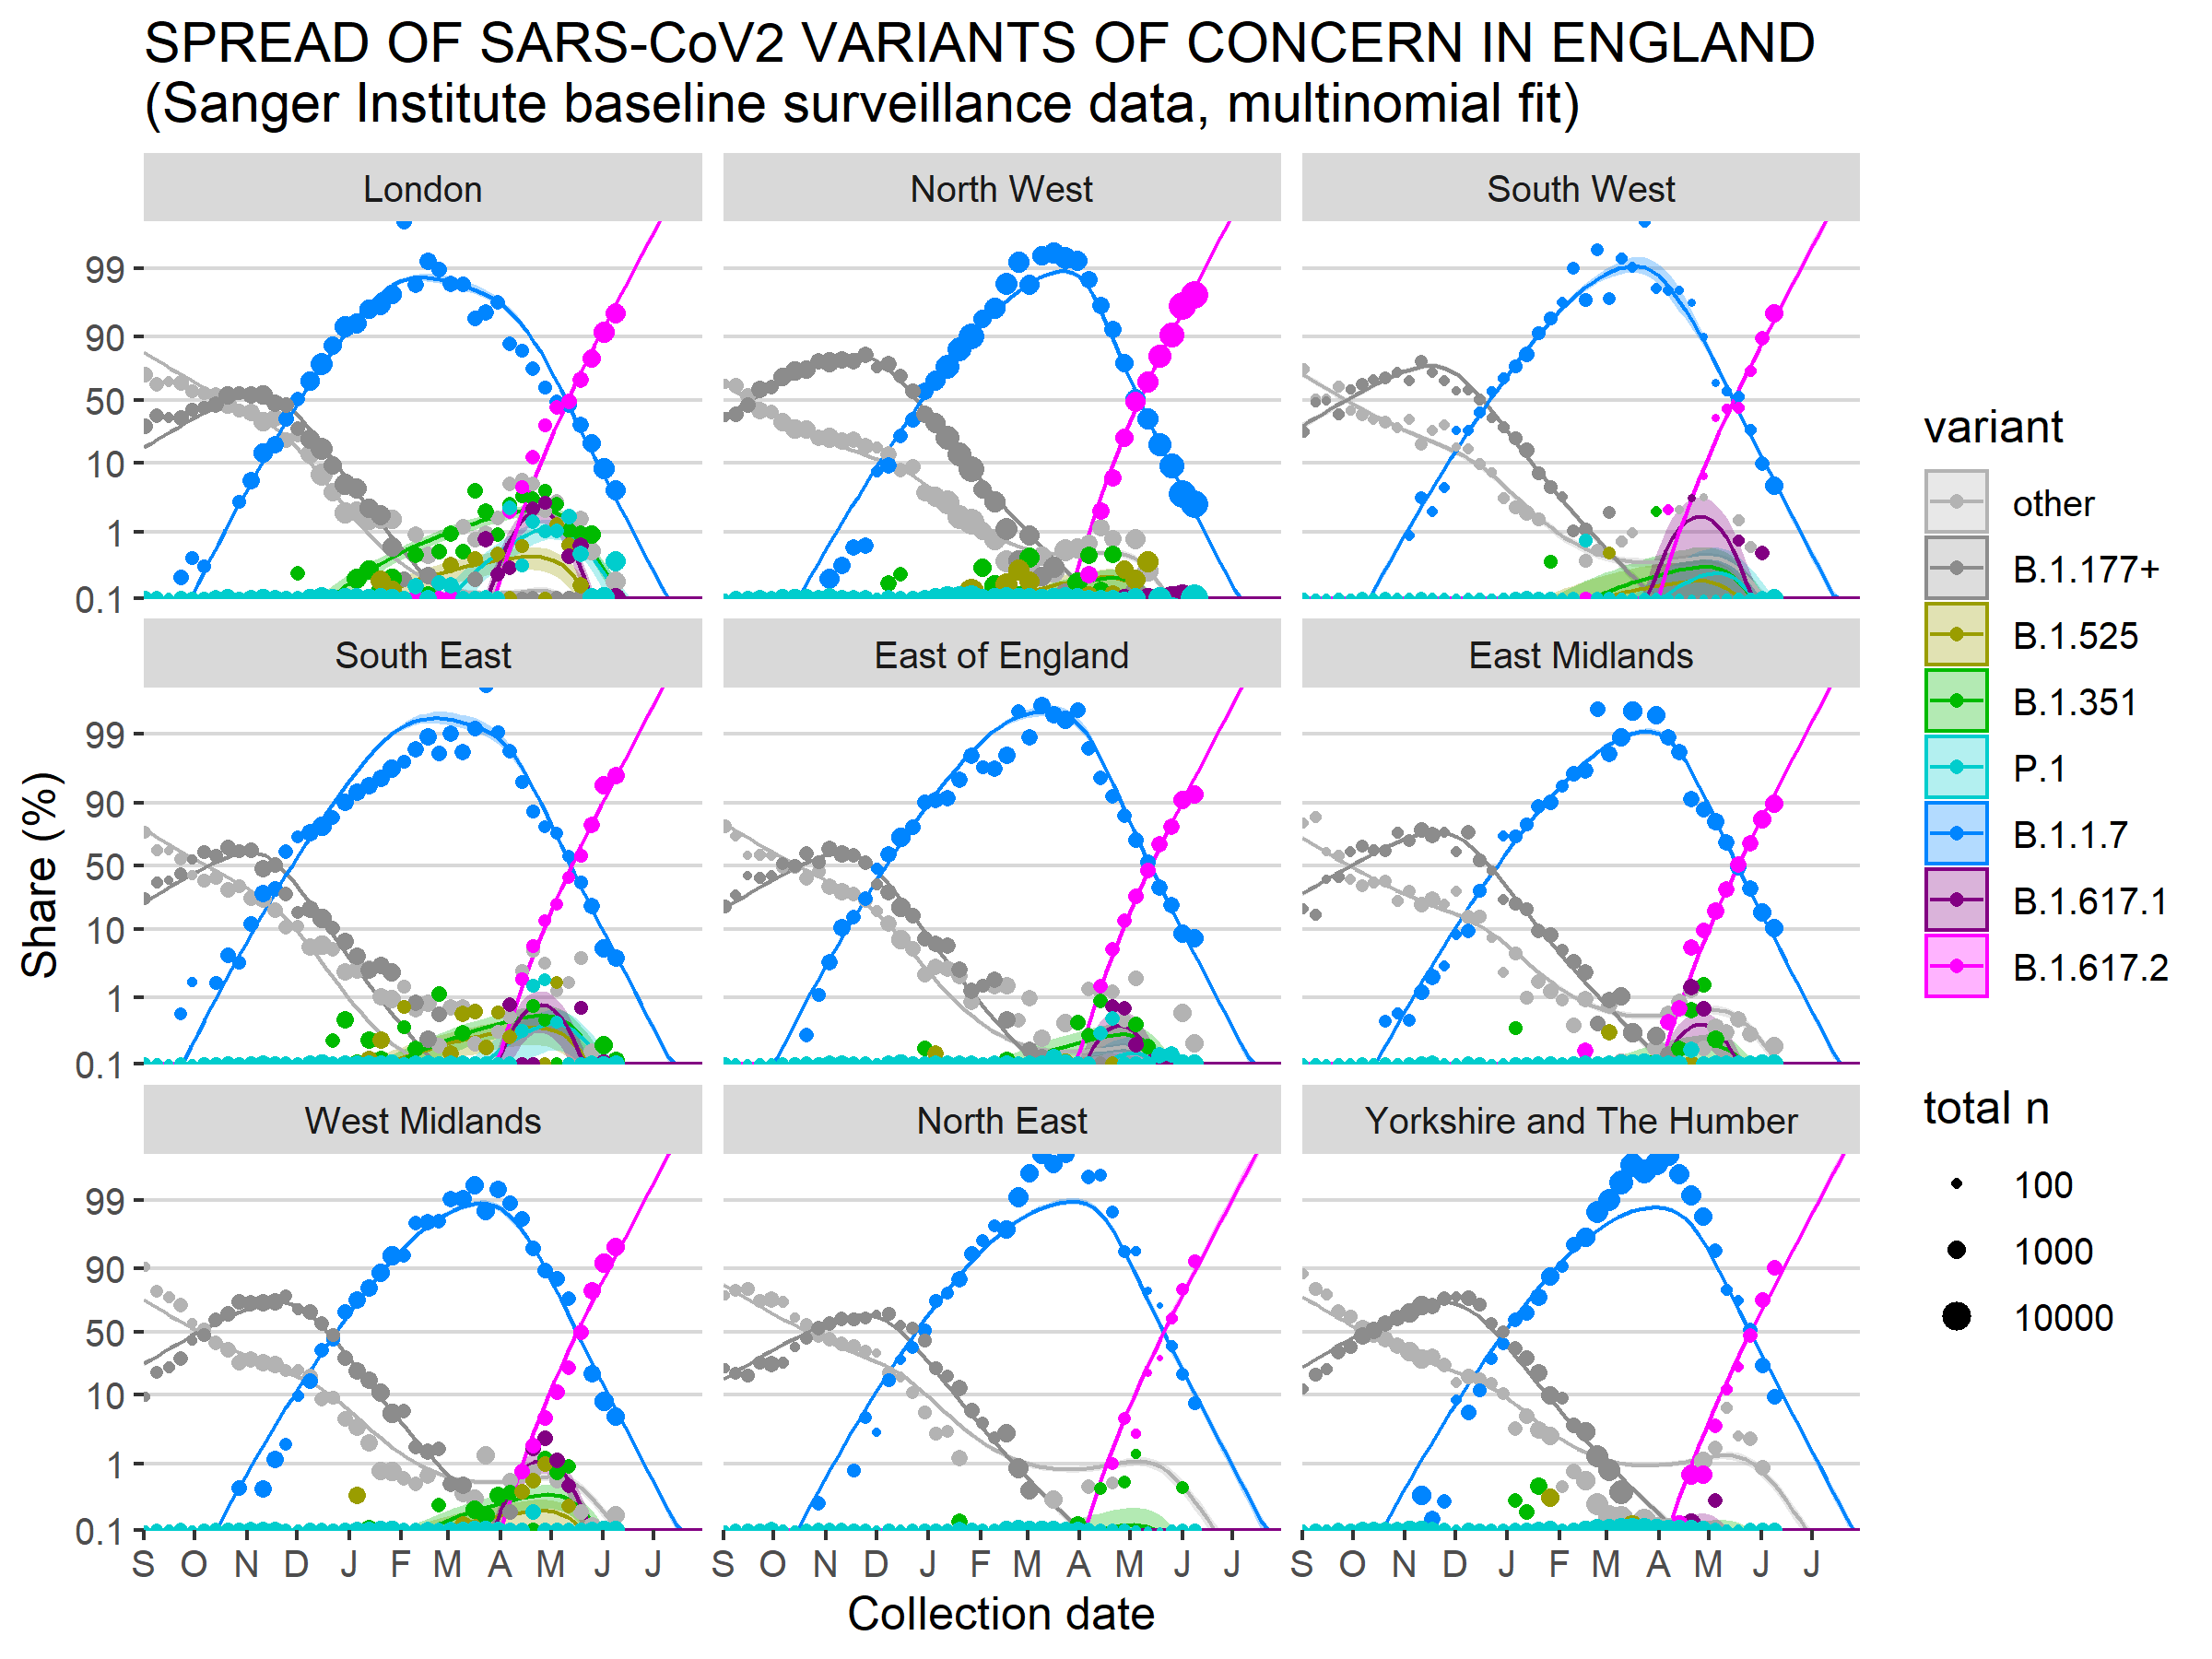 SPREAD OF SARS-CoV2 VARIANTS OF CONCERN IN ENGLAND
(Sanger Institute baseline surveillance data, multinomial fit)
London
North West
South West
99
90
50
10
1
0.1
South East
East of England
East Midlands
99
90
50
10
1
0.1
West Midlands
North East
Yorkshire and The Humber
99
90
50
10
1
0.1
S O N D J F M A M J J
S O N D J F M A M J J
S O N D J F M A M J J
Collection date
Share (%)
variant
other
B.1.177+
B.1.525
B.1.351
P.1
B.1.1.7
B.1.617.1
B.1.617.2
total n
100
1000
10000